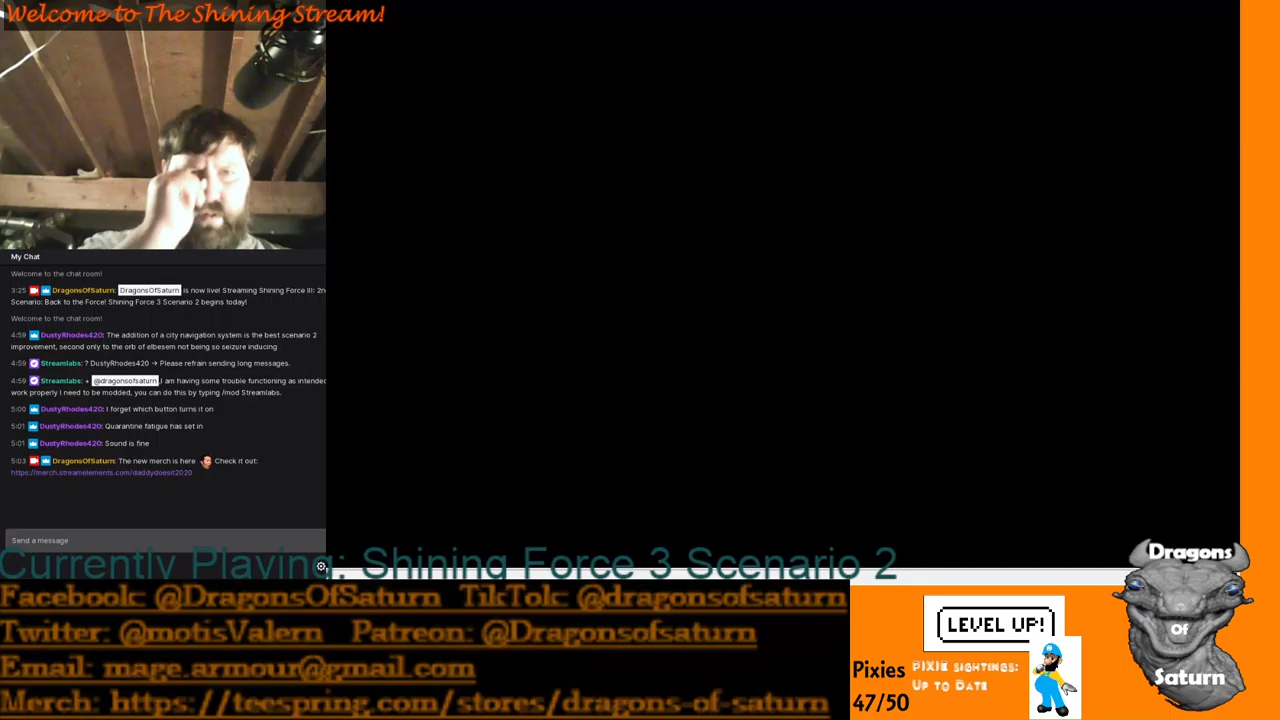 Welcome to The Shining Stream!
My Chat
Welcome to the chat room!
3:25 DragonsOfSaturn: DragonsOfSaturn is now live! Streaming Shining Force III: 2n
Scenario: Back to the Force! Shining Force 3 Scenario 2 begins today!
Welcome to the chat room!
4:59 DustyRhodes420: The addition of a city navigation system is the best scenario 2
improvement, second only to the orb of elbesem not being so seizure inducing
4:59 Streamlabs: ? DustyRhodes420 -> Please refrain sending long messages.
4:59 Streamlabs: + @dragonsofsaturn I am having some trouble functioning as intended
work properly I need to be modded, you can do this by typing /mod Streamlabs.
5:00 DustyRhodes420: I forget which button turns it on
5:01 DustyRhodes420: Quarantine fatigue has set in
5:01 DustyRhodes420: Sound is fine
5:03 DragonsOfSaturn: The new merch is here Check it out:
https://merch.streamelements.com/daddydoesit2020
Send a message
Currently Playing: Shining Force 3 Scenario 2
Facebook: @DragonsOfSaturn TikTok: @dragonsofsaturn
Twitter: @motisValern Patreon: @Dragonsofsaturn
Email: mage.armour@gmail.com
Merch: https://teespring.com/stores/dragons-of-saturn
LEVEL UP!
Pixies
47/50
Pixie sightings:
Up to Date
Dragons
Of
Saturn